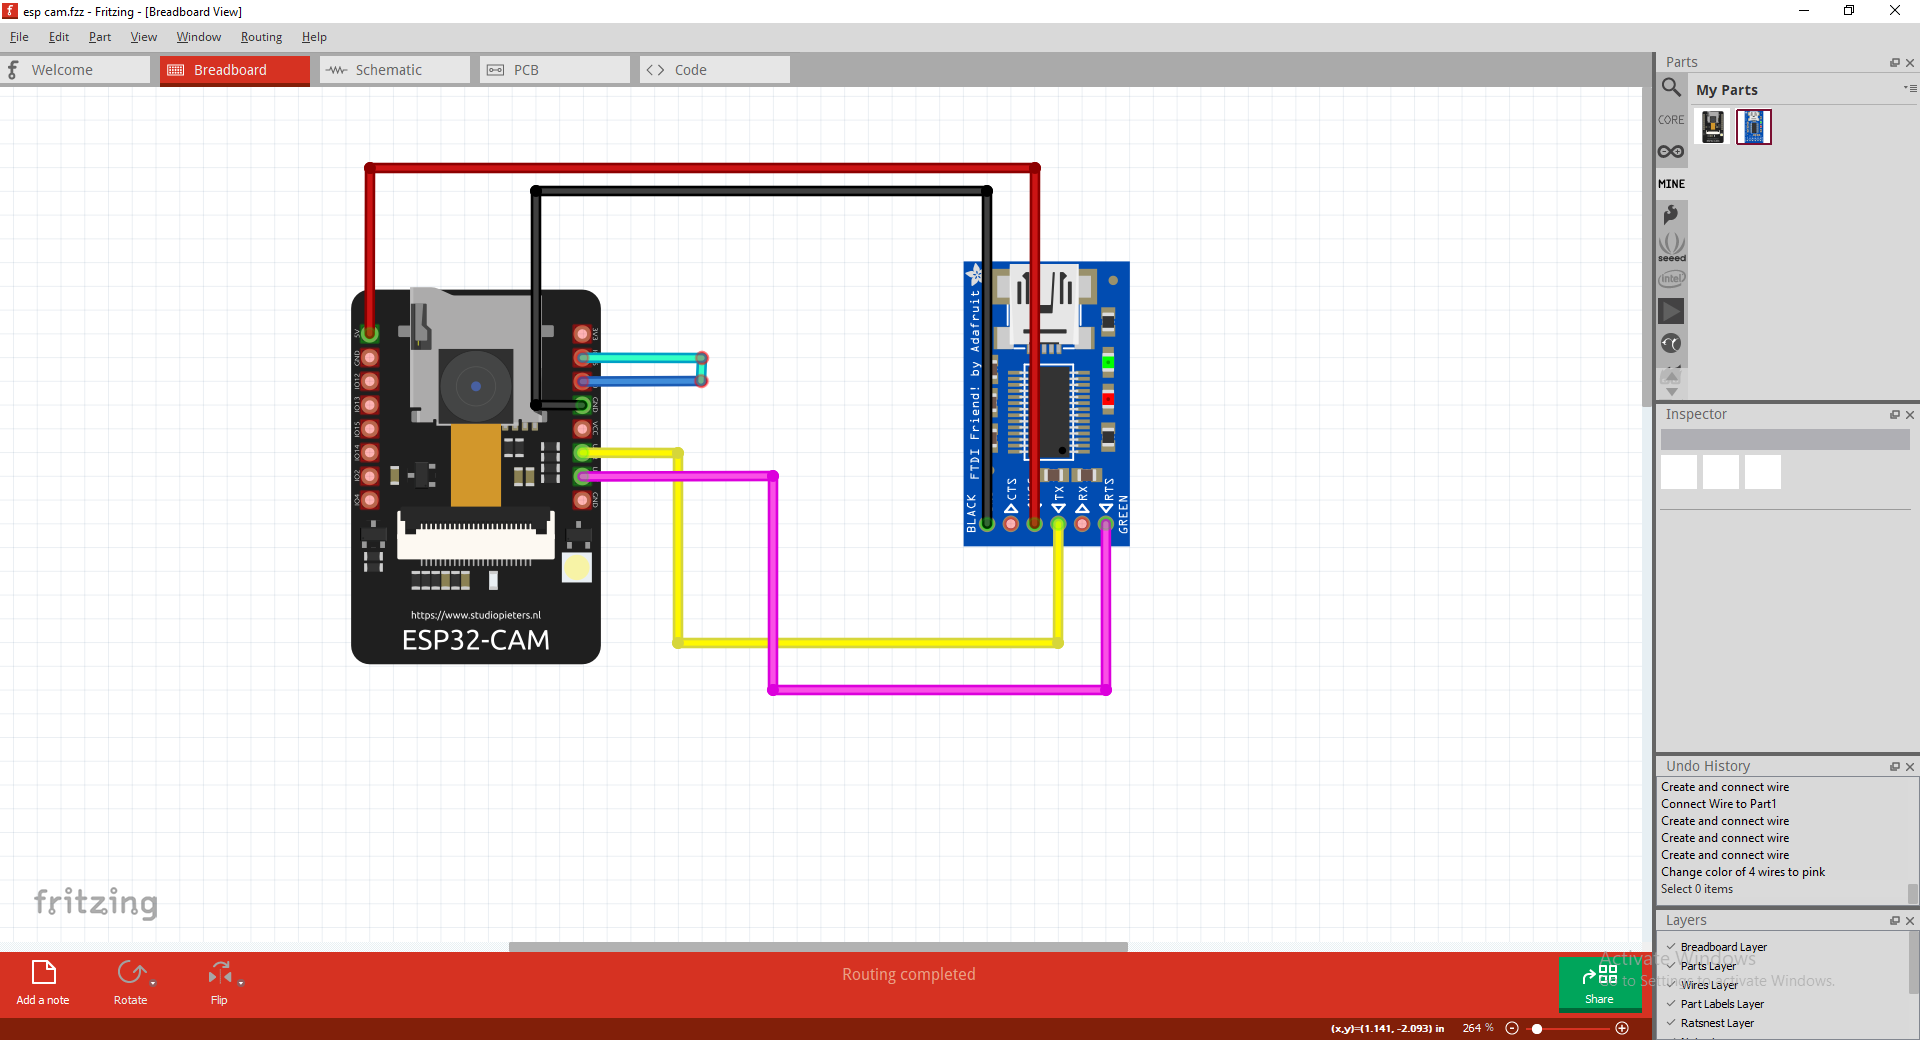 esp cam.fzz - Fritzing - [Breadboard View]
File Edit Part View Window Routing Help
Welcome
Breadboard
Schematic
PCB
Code
Parts
My Parts
CORE
MINE
seeed
intel
Inspector
5V
GND
IO12
IO13
IO15
IO14
IO2
IO4
3V3
GND
VCC
GND
https://www.studiopieters.nl
ESP32-CAM
FTDI Friend! by Adafruit
BLACK
CTS
TX
RX
RTS
GREEN
fritzing
Undo History
Create and connect wire
Connect Wire to Part1
Create and connect wire
Create and connect wire
Create and connect wire
Change color of 4 wires to pink
Select 0 items
Layers
Breadboard Layer
Parts Layer
Wires Layer
Part Labels Layer
Ratsnest Layer
Activate Windows
Go to Settings to activate Windows.
Add a note
Rotate
Flip
Routing completed
Share
(x,y)=(1.141, -2.093) in
264 %